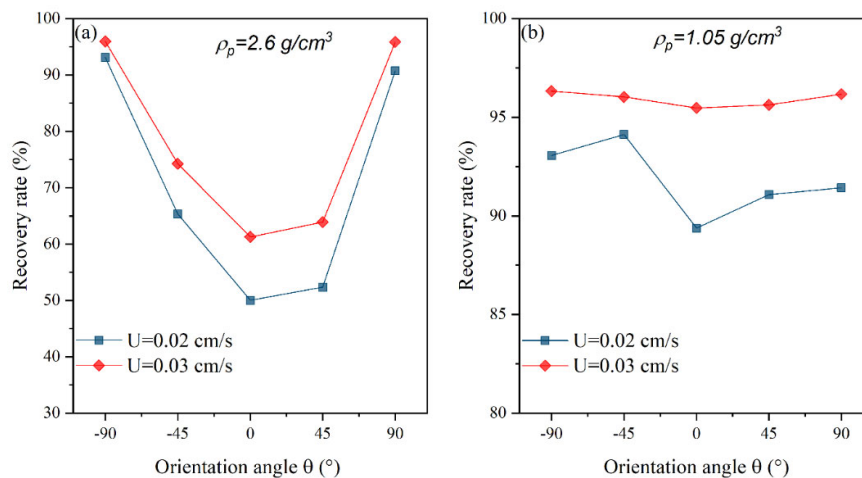 (a)
ρp=2.6 g/cm³
Recovery rate (%)
100
90
80
70
60
50
40
30
U=0.02 cm/s
U=0.03 cm/s
-90 -45 0 45 90
Orientation angle θ (°)
(b)
ρp=1.05 g/cm³
Recovery rate (%)
100
95
90
85
80
U=0.02 cm/s
U=0.03 cm/s
-90 -45 0 45 90
Orientation angle θ (°)